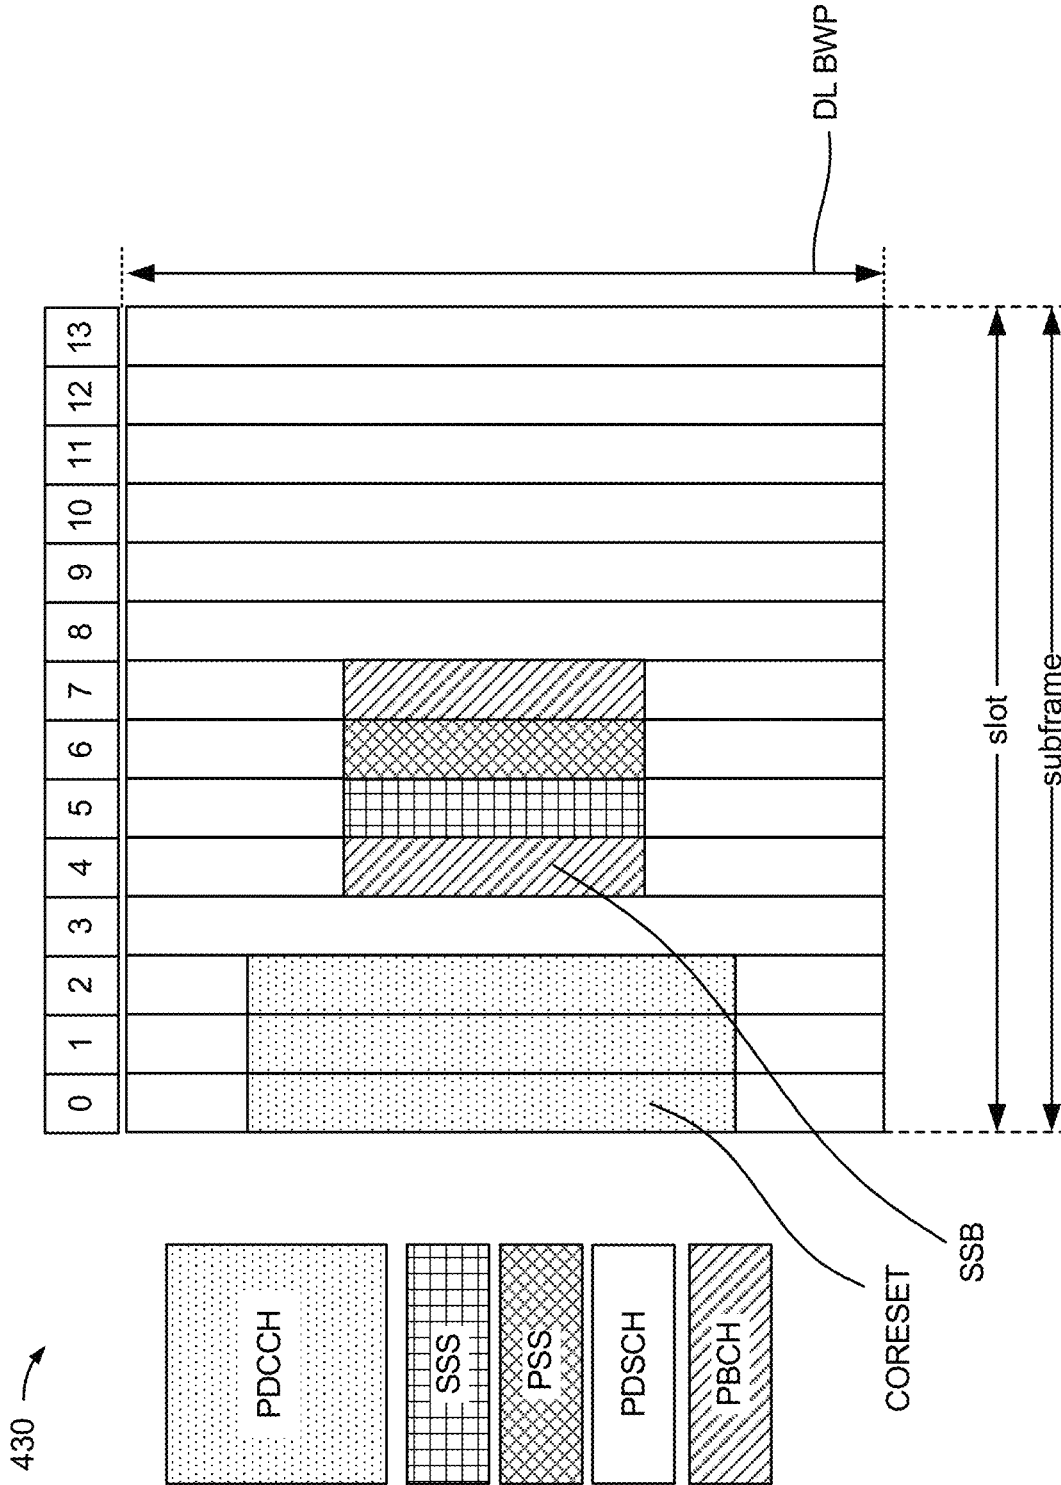 430
PDCCH
SSS
PSS
PDSCH
PBCH
0 1 2 3 4 5 6 7 8 9 10 11 12 13
CORESET
SSB
DL BWP
slot
subframe